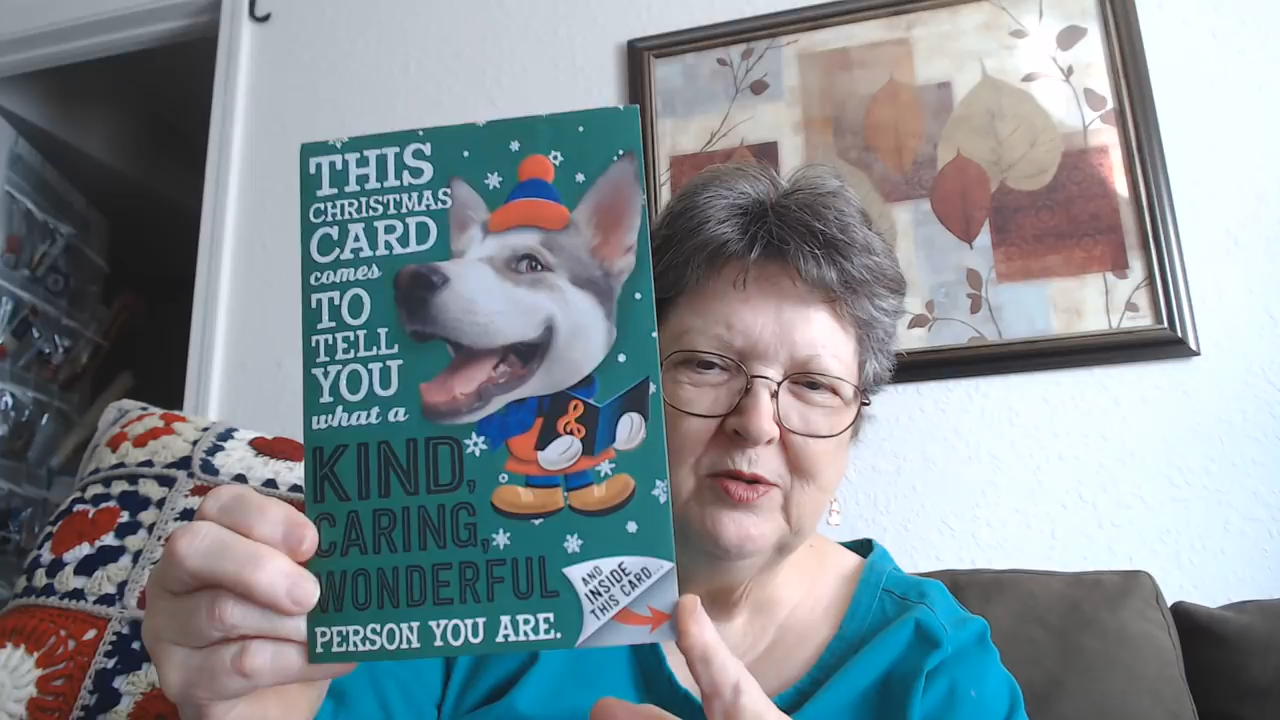 THIS
CHRISTMAS
CARD
comes
TO
TELL
YOU
what a
KIND,
CARING,
WONDERFUL
PERSON YOU ARE.
AND
INSIDE
THIS CARD...